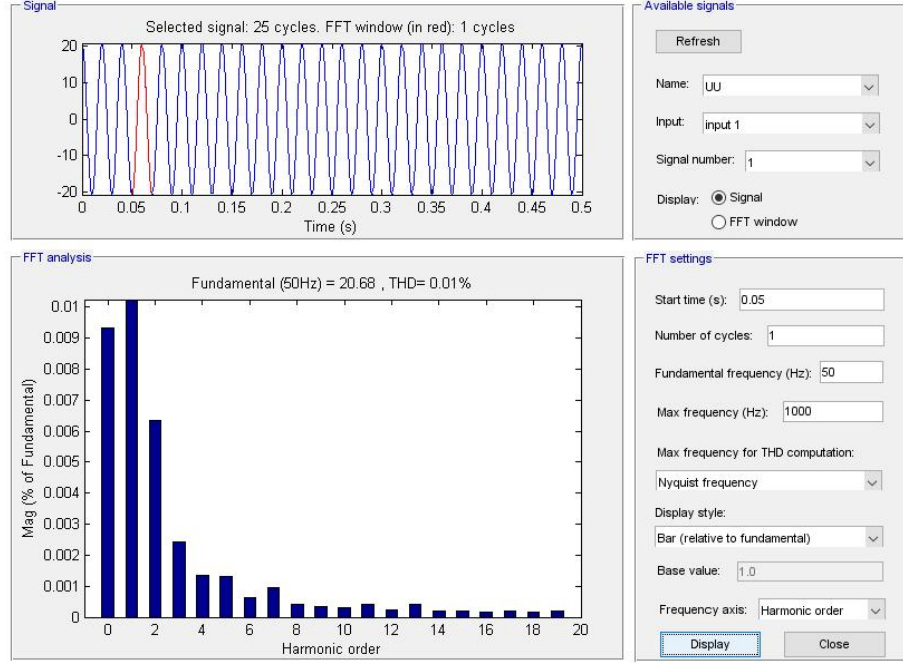 Signal
Selected signal: 25 cycles. FFT window (in red): 1 cycles
20
10
0
-10
-20
0 0.05 0.1 0.15 0.2 0.25 0.3 0.35 0.4 0.45 0.5
Time (s)
Available signals
Refresh
Name: UU
Input: input 1
Signal number: 1
Display: Signal
FFT window
FFT analysis
Fundamental (50Hz) = 20.68 , THD= 0.01%
0.01
0.009
0.008
0.007
0.006
0.005
0.004
0.003
0.002
0.001
0
Mag (% of Fundamental)
0 2 4 6 8 10 12 14 16 18 20
Harmonic order
FFT settings
Start time (s): 0.05
Number of cycles: 1
Fundamental frequency (Hz): 50
Max frequency (Hz): 1000
Max frequency for THD computation:
Nyquist frequency
Display style:
Bar (relative to fundamental)
Base value: 1.0
Frequency axis: Harmonic order
Display Close